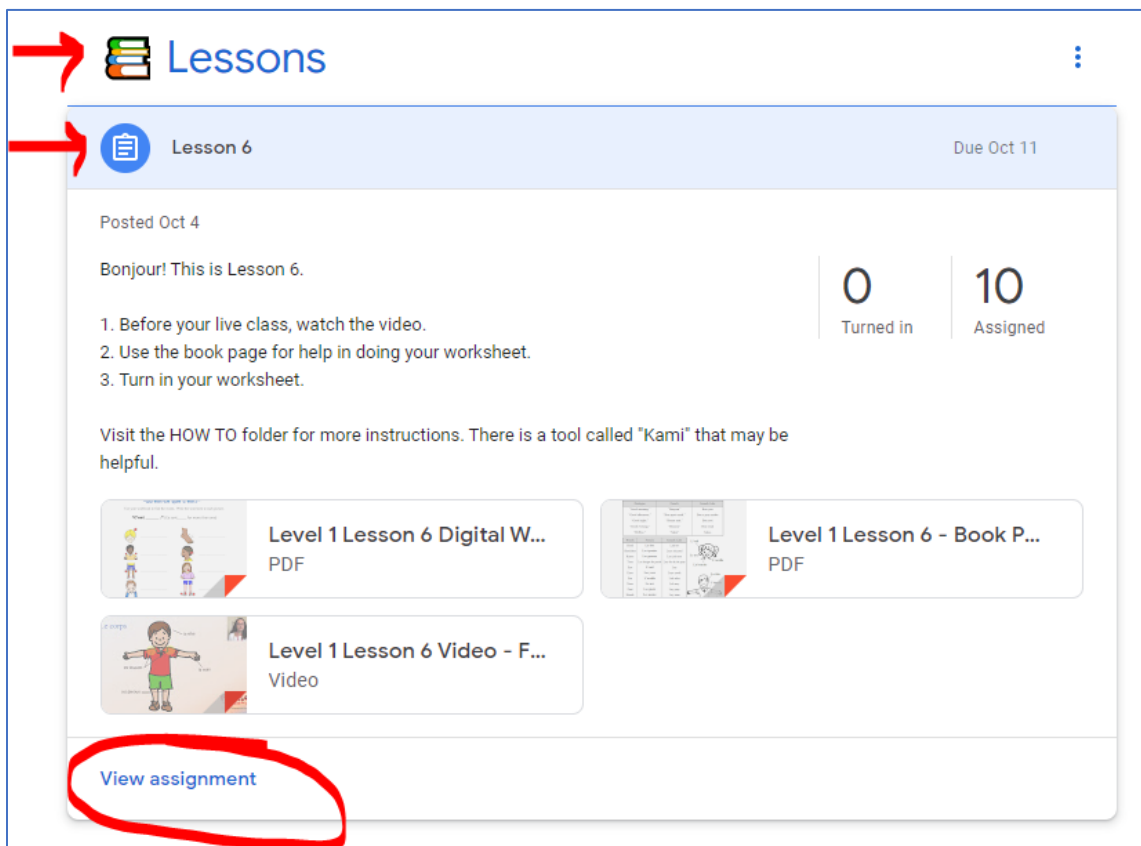 Lessons
Lesson 6
Due Oct 11
Posted Oct 4
Bonjour! This is Lesson 6.
0
10
Turned in
Assigned
1. Before your live class, watch the video.
2. Use the book page for help in doing your worksheet.
3. Turn in your worksheet.
Visit the HOW TO folder for more instructions. There is a tool called "Kami" that may be
helpful.
Level 1 Lesson 6 Digital W...
PDF
Level 1 Lesson 6 - Book P...
PDF
Level 1 Lesson 6 Video - F...
Video
View assignment